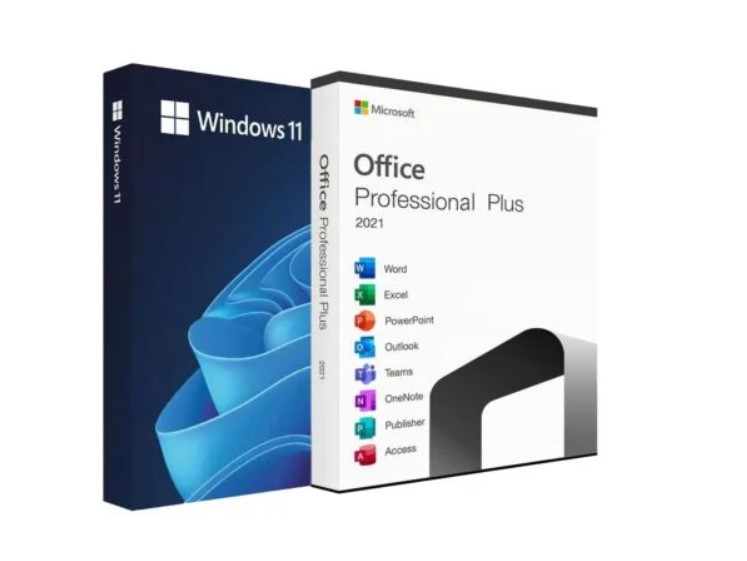 Windows 11
Windows 11
Office Professional Plus
2021
Microsoft
Office
Professional Plus
2021
Word
Excel
PowerPoint
Outlook
Teams
OneNote
Publisher
Access